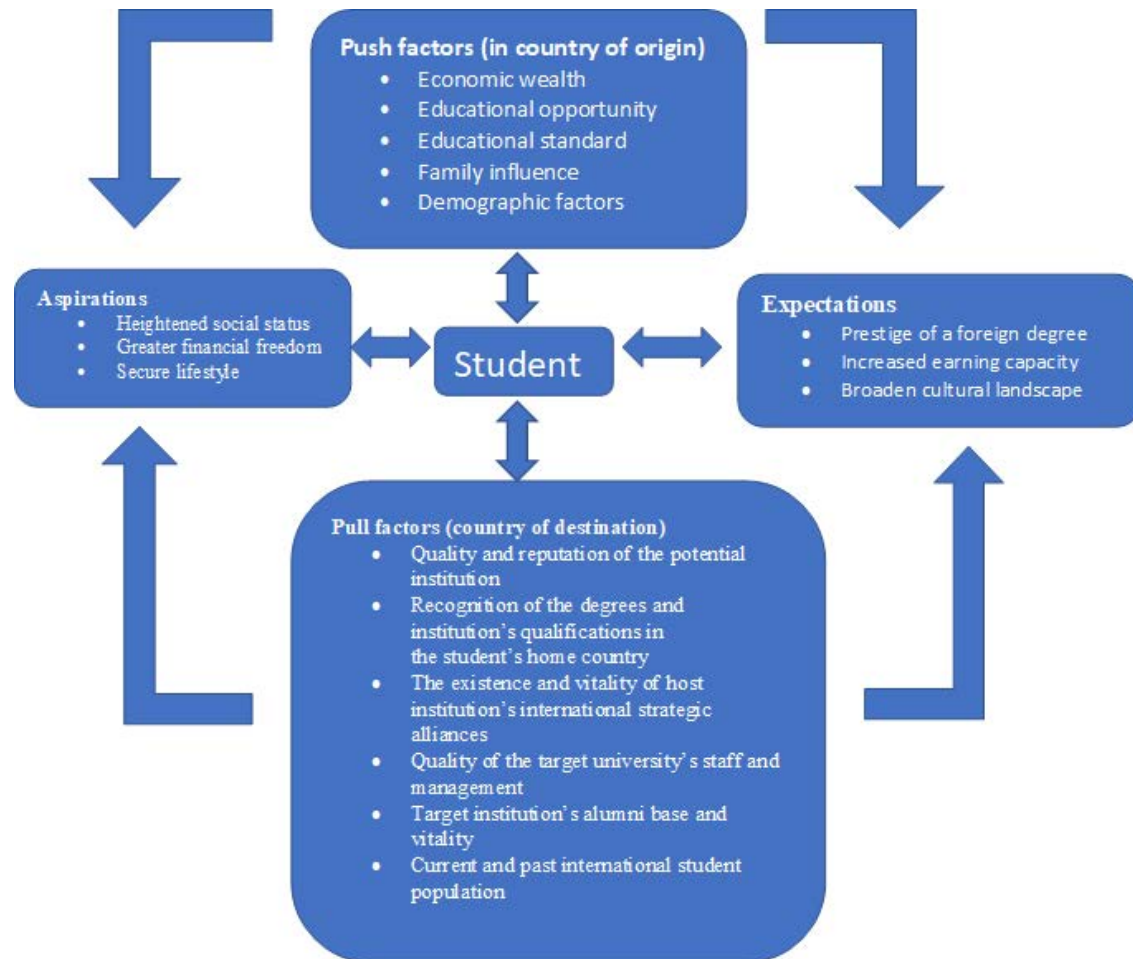 Push factors (in country of origin)
• Economic wealth
• Educational opportunity
• Educational standard
• Family influence
• Demographic factors
Aspirations
• Heightened social status
• Greater financial freedom
• Secure lifestyle
Student
Expectations
• Prestige of a foreign degree
• Increased earning capacity
• Broaden cultural landscape
Pull factors (country of destination)
• Quality and reputation of the potential
institution
• Recognition of the degrees and
institution’s qualifications in
the student’s home country
• The existence and vitality of host
institution’s international strategic
alliances
• Quality of the target university’s staff and
management
• Target institution’s alumni base and
vitality
• Current and past international student
population